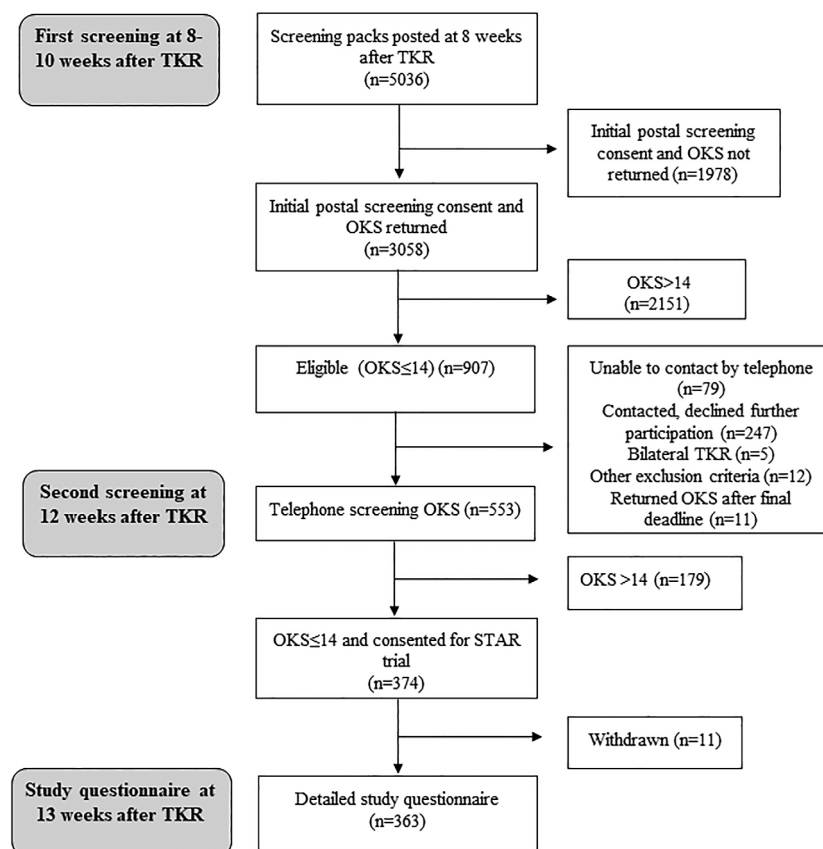 First screening at 8-
10 weeks after TKR
Screening packs posted at 8 weeks
after TKR
(n=5036)
Initial postal screening
consent and OKS not
returned (n=1978)
Initial postal screening consent and
OKS returned
(n=3058)
OKS>14
(n=2151)
Eligible (OKS≤14) (n=907)
Unable to contact by telephone
(n=79)
Contacted, declined further
participation (n=247)
Bilateral TKR (n=5)
Other exclusion criteria (n=12)
Returned OKS after final
deadline (n=11)
Second screening at
12 weeks after TKR
Telephone screening OKS (n=553)
OKS >14 (n=179)
OKS≤14 and consented for STAR
trial
(n=374)
Withdrawn (n=11)
Study questionnaire at
13 weeks after TKR
Detailed study questionnaire
(n=363)